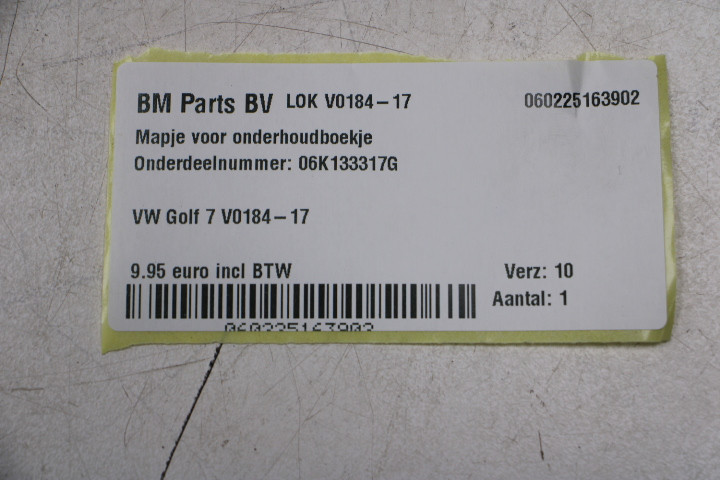 BM Parts BV LOK V0184-17 060225163902
Mapje voor onderhoudboekje
Onderdeelnummer: 06K133317G
VW Golf 7 V0184-17
9.95 euro incl BTW Verz: 10
Aantal: 1
060225163902